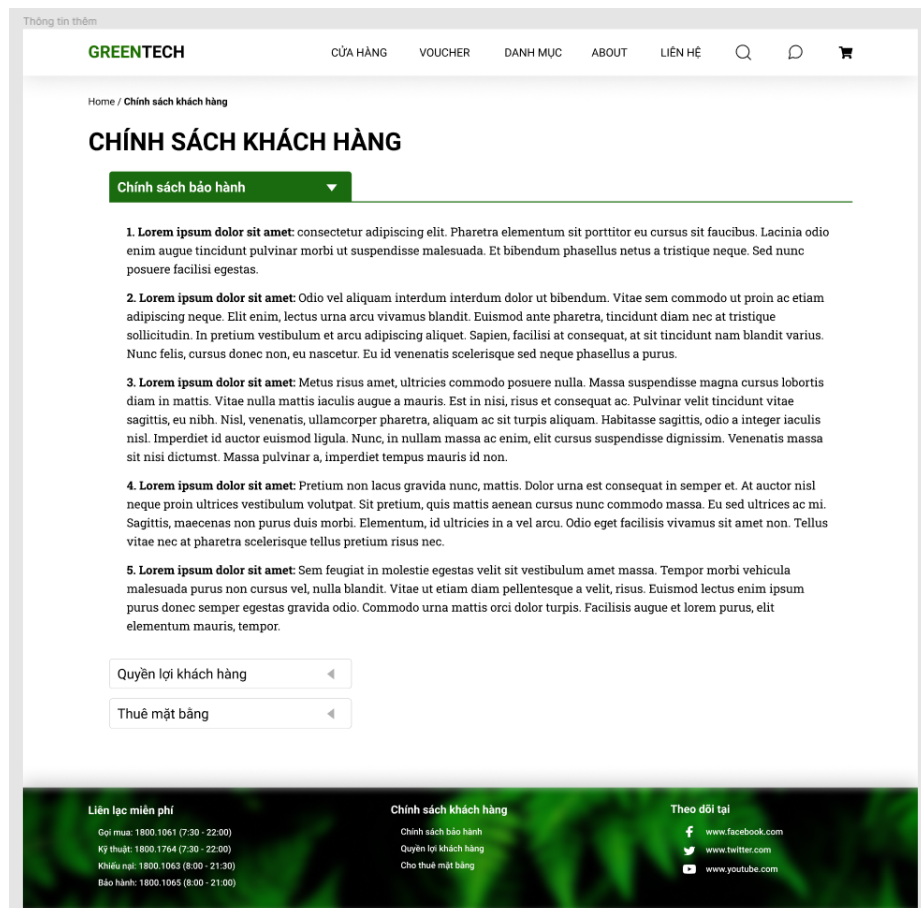 Thông tin thêm
GREENTECH CỬA HÀNG VOUCHER DANH MỤC ABOUT LIÊN HỆ
Home / Chính sách khách hàng
CHÍNH SÁCH KHÁCH HÀNG
Chính sách bảo hành
1. Lorem ipsum dolor sit amet: consectetur adipiscing elit. Pharetra elementum sit porttitor eu cursus sit faucibus. Lacinia odio
enim augue tincidunt pulvinar morbi ut suspendisse malesuada. Et bibendum phasellus netus a tristique neque. Sed nunc
posuere facilisi egestas.
2. Lorem ipsum dolor sit amet: Odio vel aliquam interdum interdum dolor ut bibendum. Vitae sem commodo ut proin ac etiam
adipiscing neque. Elit enim, lectus urna arcu vivamus blandit. Euismod ante pharetra, tincidunt diam nec at tristique
sollicitudin. In pretium vestibulum et arcu adipiscing aliquet. Sapien, facilisi at consequat, at sit tincidunt nam blandit varius.
Nunc felis, cursus donec non, eu nascetur. Eu id venenatis scelerisque sed neque phasellus a purus.
3. Lorem ipsum dolor sit amet: Metus risus amet, ultricies commodo posuere nulla. Massa suspendisse magna cursus lobortis
diam in mattis. Vitae nulla mattis iaculis augue a mauris. Est in nisi, risus et consequat ac. Pulvinar velit tincidunt vitae
sagittis, eu nibh. Nisl, venenatis, ullamcorper pharetra, aliquam ac sit turpis aliquam. Habitasse sagittis, odio a integer iaculis
nisl. Imperdiet id auctor euismod ligula. Nunc, in nullam massa ac enim, elit cursus suspendisse dignissim. Venenatis massa
sit nisi dictumst. Massa pulvinar a, imperdiet tempus mauris id non.
4. Lorem ipsum dolor sit amet: Pretium non lacus gravida nunc, mattis. Dolor urna est consequat in semper et. At auctor nisl
neque proin ultrices vestibulum volutpat. Sit pretium, quis mattis aenean cursus nunc commodo massa. Eu sed ultrices ac mi.
Sagittis, maecenas non purus duis morbi. Elementum, id ultricies in a vel arcu. Odio eget facilisis vivamus sit amet non. Tellus
vitae nec at pharetra scelerisque tellus pretium risus nec.
5. Lorem ipsum dolor sit amet: Sem feugiat in molestie egestas velit sit vestibulum amet massa. Tempor morbi vehicula
malesuada purus non cursus vel, nulla blandit. Vitae ut etiam diam pellentesque a velit, risus. Euismod lectus enim ipsum
purus donec semper egestas gravida odio. Commodo urna mattis orci dolor turpis. Facilisis augue et lorem purus, elit
elementum mauris, tempor.
Quyền lợi khách hàng
Thuê mặt bằng
Liên lạc miễn phí
Gọi mua: 1800.1061 (7:30 - 22:00)
Kỹ thuật: 1800.1764 (7:30 - 22:00)
Khiếu nại: 1800.1063 (8:00 - 21:30)
Bảo hành: 1800.1065 (8:00 - 21:00)
Chính sách khách hàng
Chính sách bảo hành
Quyền lợi khách hàng
Cho thuê mặt bằng
Theo dõi tại
www.facebook.com
www.twitter.com
www.youtube.com